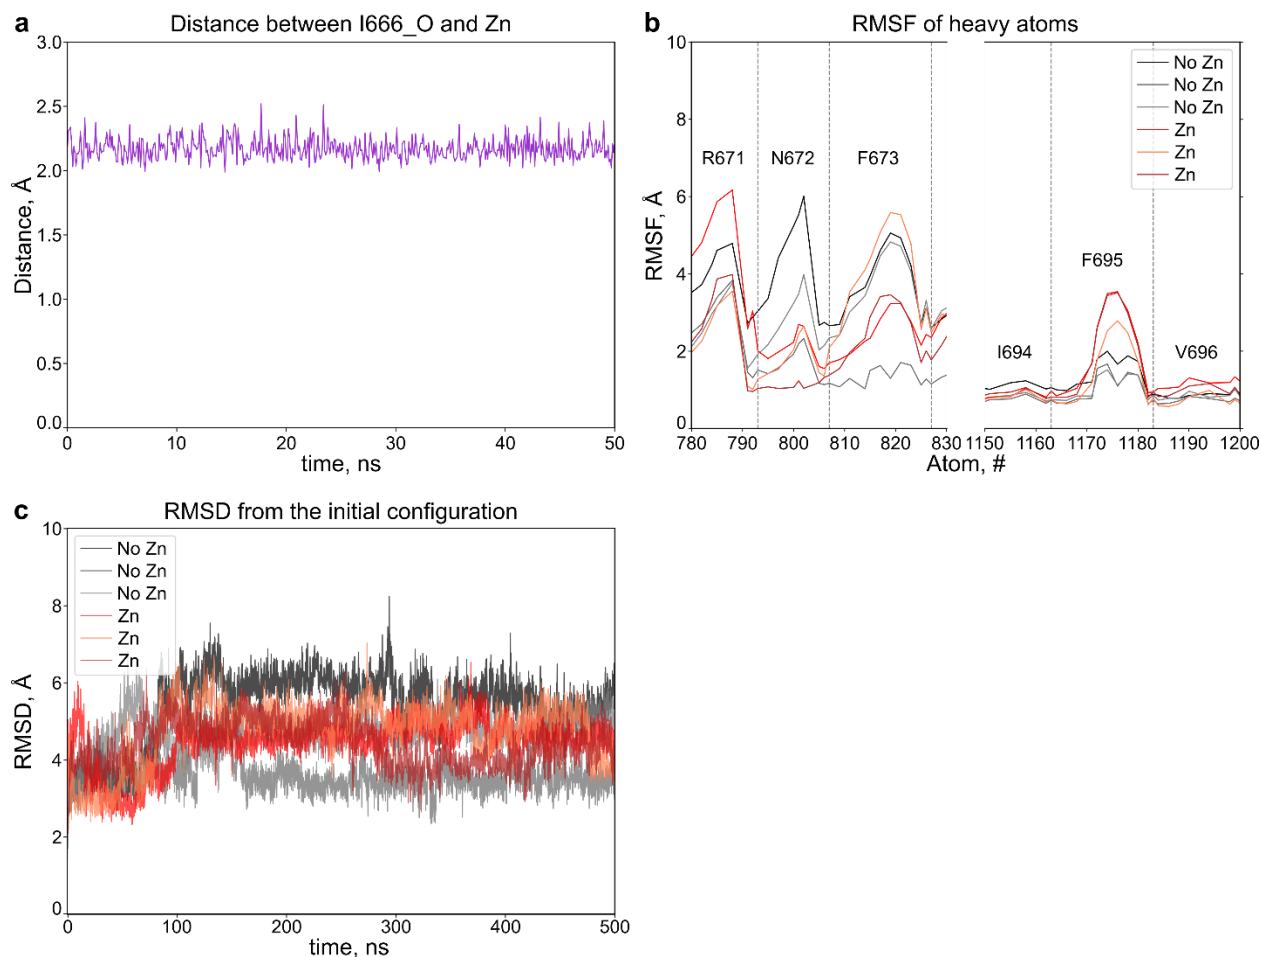 a
Distance between I666_O and Zn
3.0
2.5
2.0
1.5
1.0
0.5
0.0
Distance, Å
0 10 20 30 40 50
time, ns
b
RMSF of heavy atoms
10
8
6
4
2
0
RMSF, Å
No Zn
No Zn
No Zn
Zn
Zn
Zn
R671 N672 F673
F695
I694 V696
780 790 800 810 820 830 1150 1160 1170 1180 1190 1200
Atom, #
c
RMSD from the initial configuration
10
8
6
4
2
0
RMSD, Å
No Zn
No Zn
No Zn
Zn
Zn
Zn
0 100 200 300 400 500
time, ns